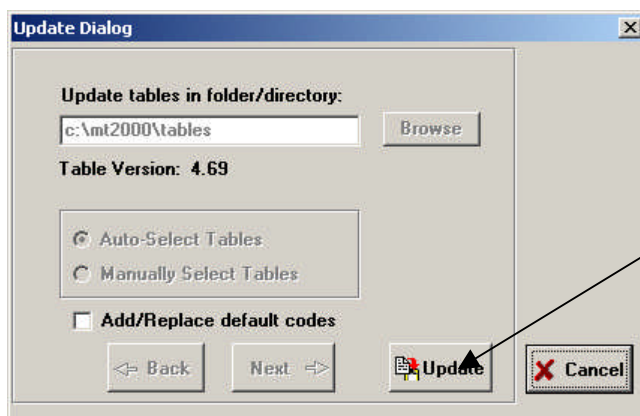 Update Dialog
Update tables in folder/directory:
c:\mt2000\tables
Browse
Table Version: 4.69
Auto-Select Tables
Manually Select Tables
Add/Replace default codes
Back
Next
Update
Cancel